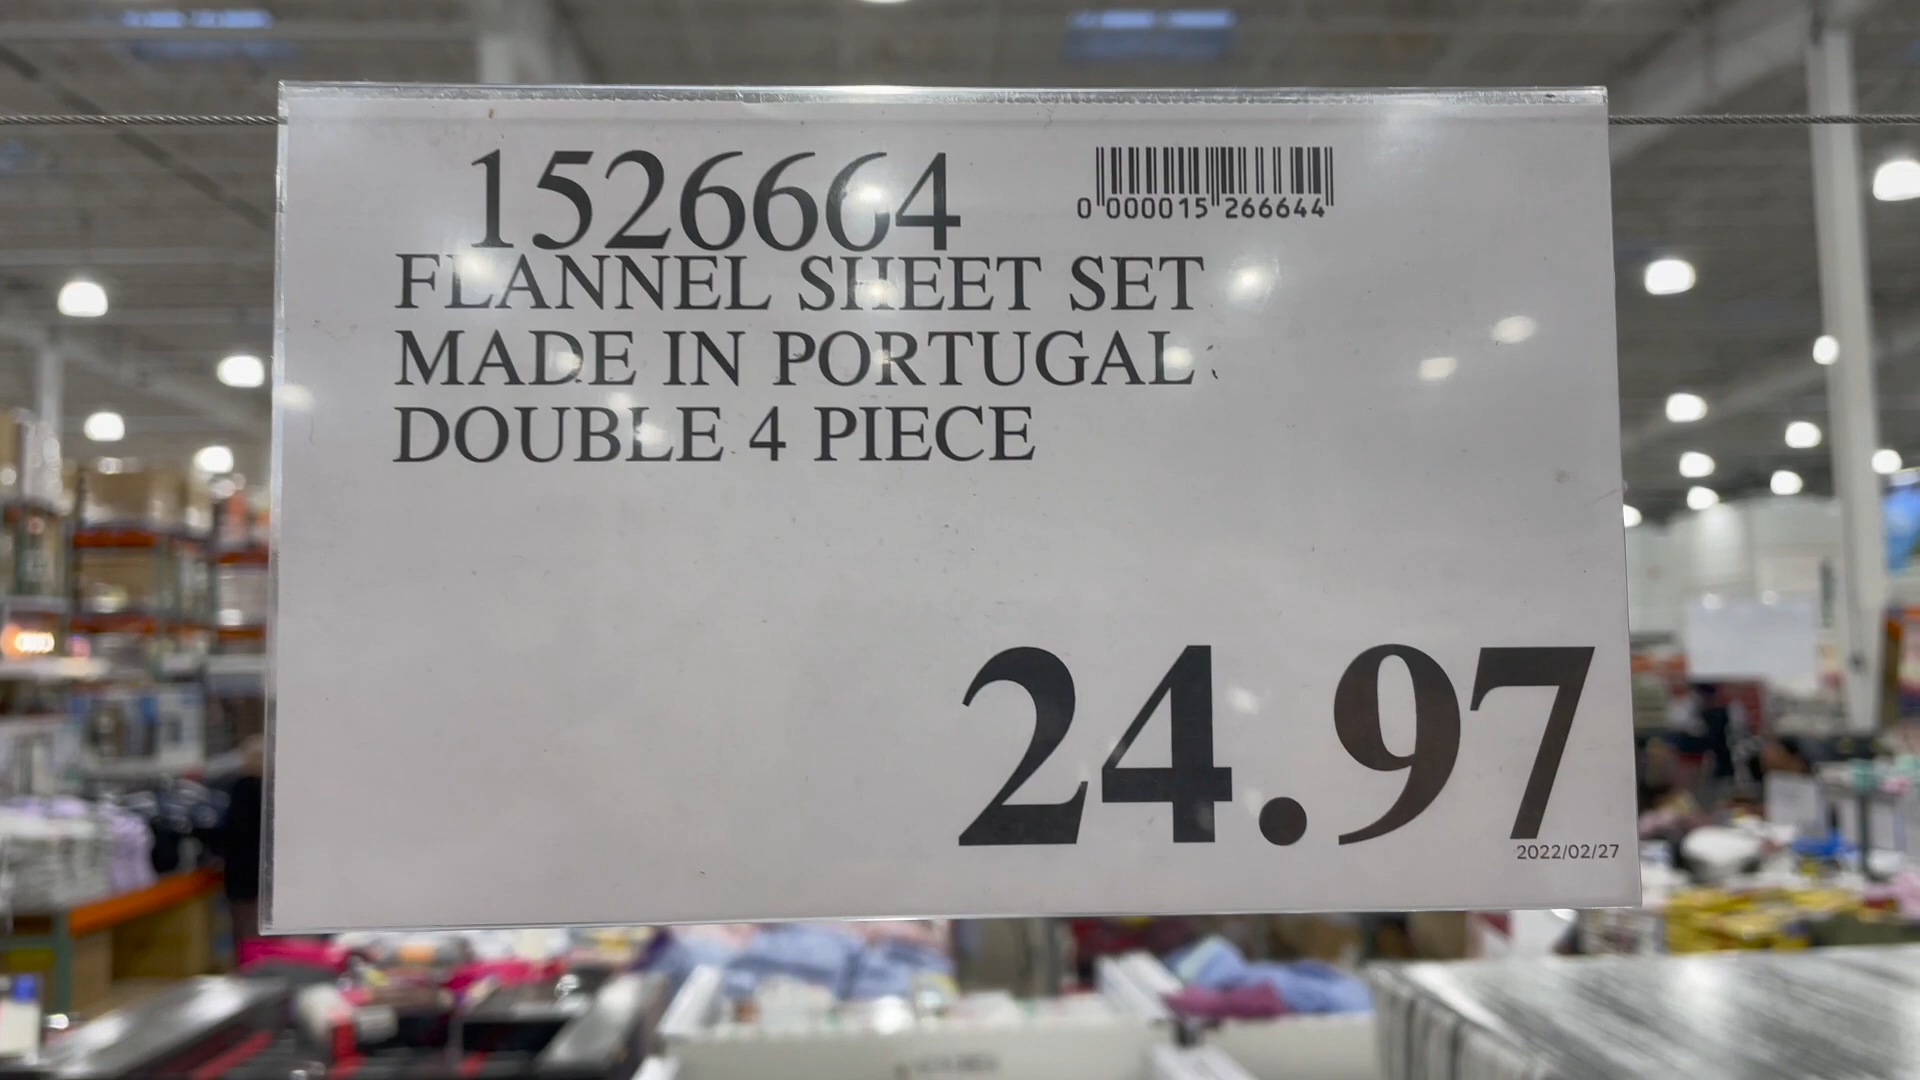 1526664
0 000015 266644
FLANNEL SHEET SET
MADE IN PORTUGAL
DOUBLE 4 PIECE
24.97
2022/02/27